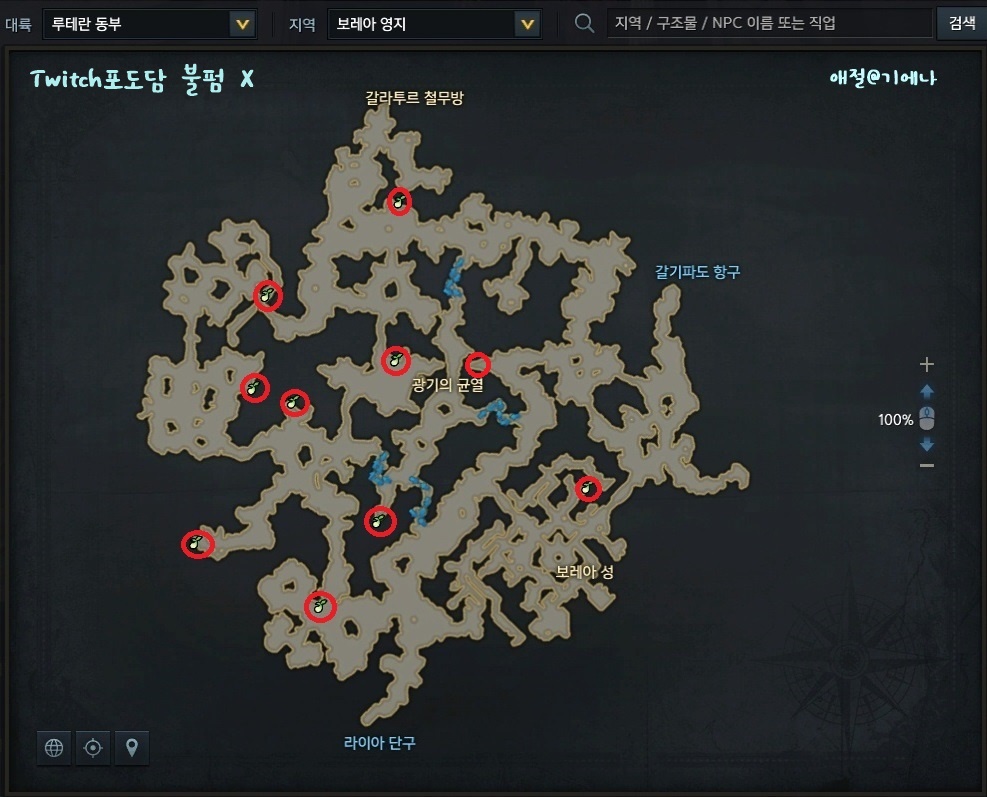 대륙 루테란 동부 지역 보레아 영지 지역 / 구조물 / NPC 이름 또는 직업 검색
Twitch포도담 불펌 X 애절@기에나
갈라투르 철무방
갈기파도 항구
광기의 균열
100%
보레아 성
라이아 단구